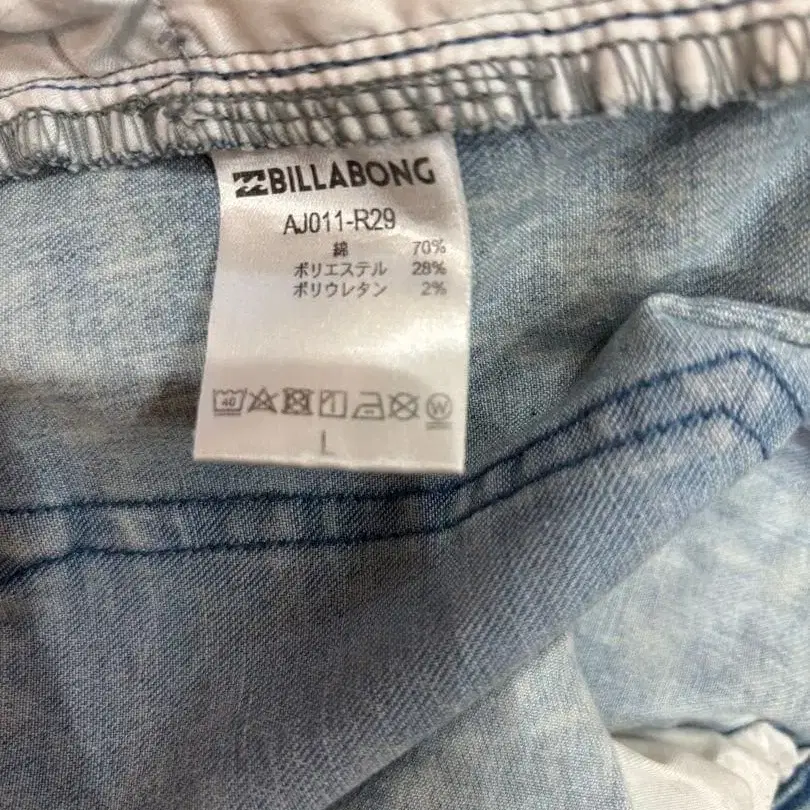 BILLABONG
AJ011-R29
綿 70%
ポリエステル 28%
ポリウレタン 2%
40 W
L